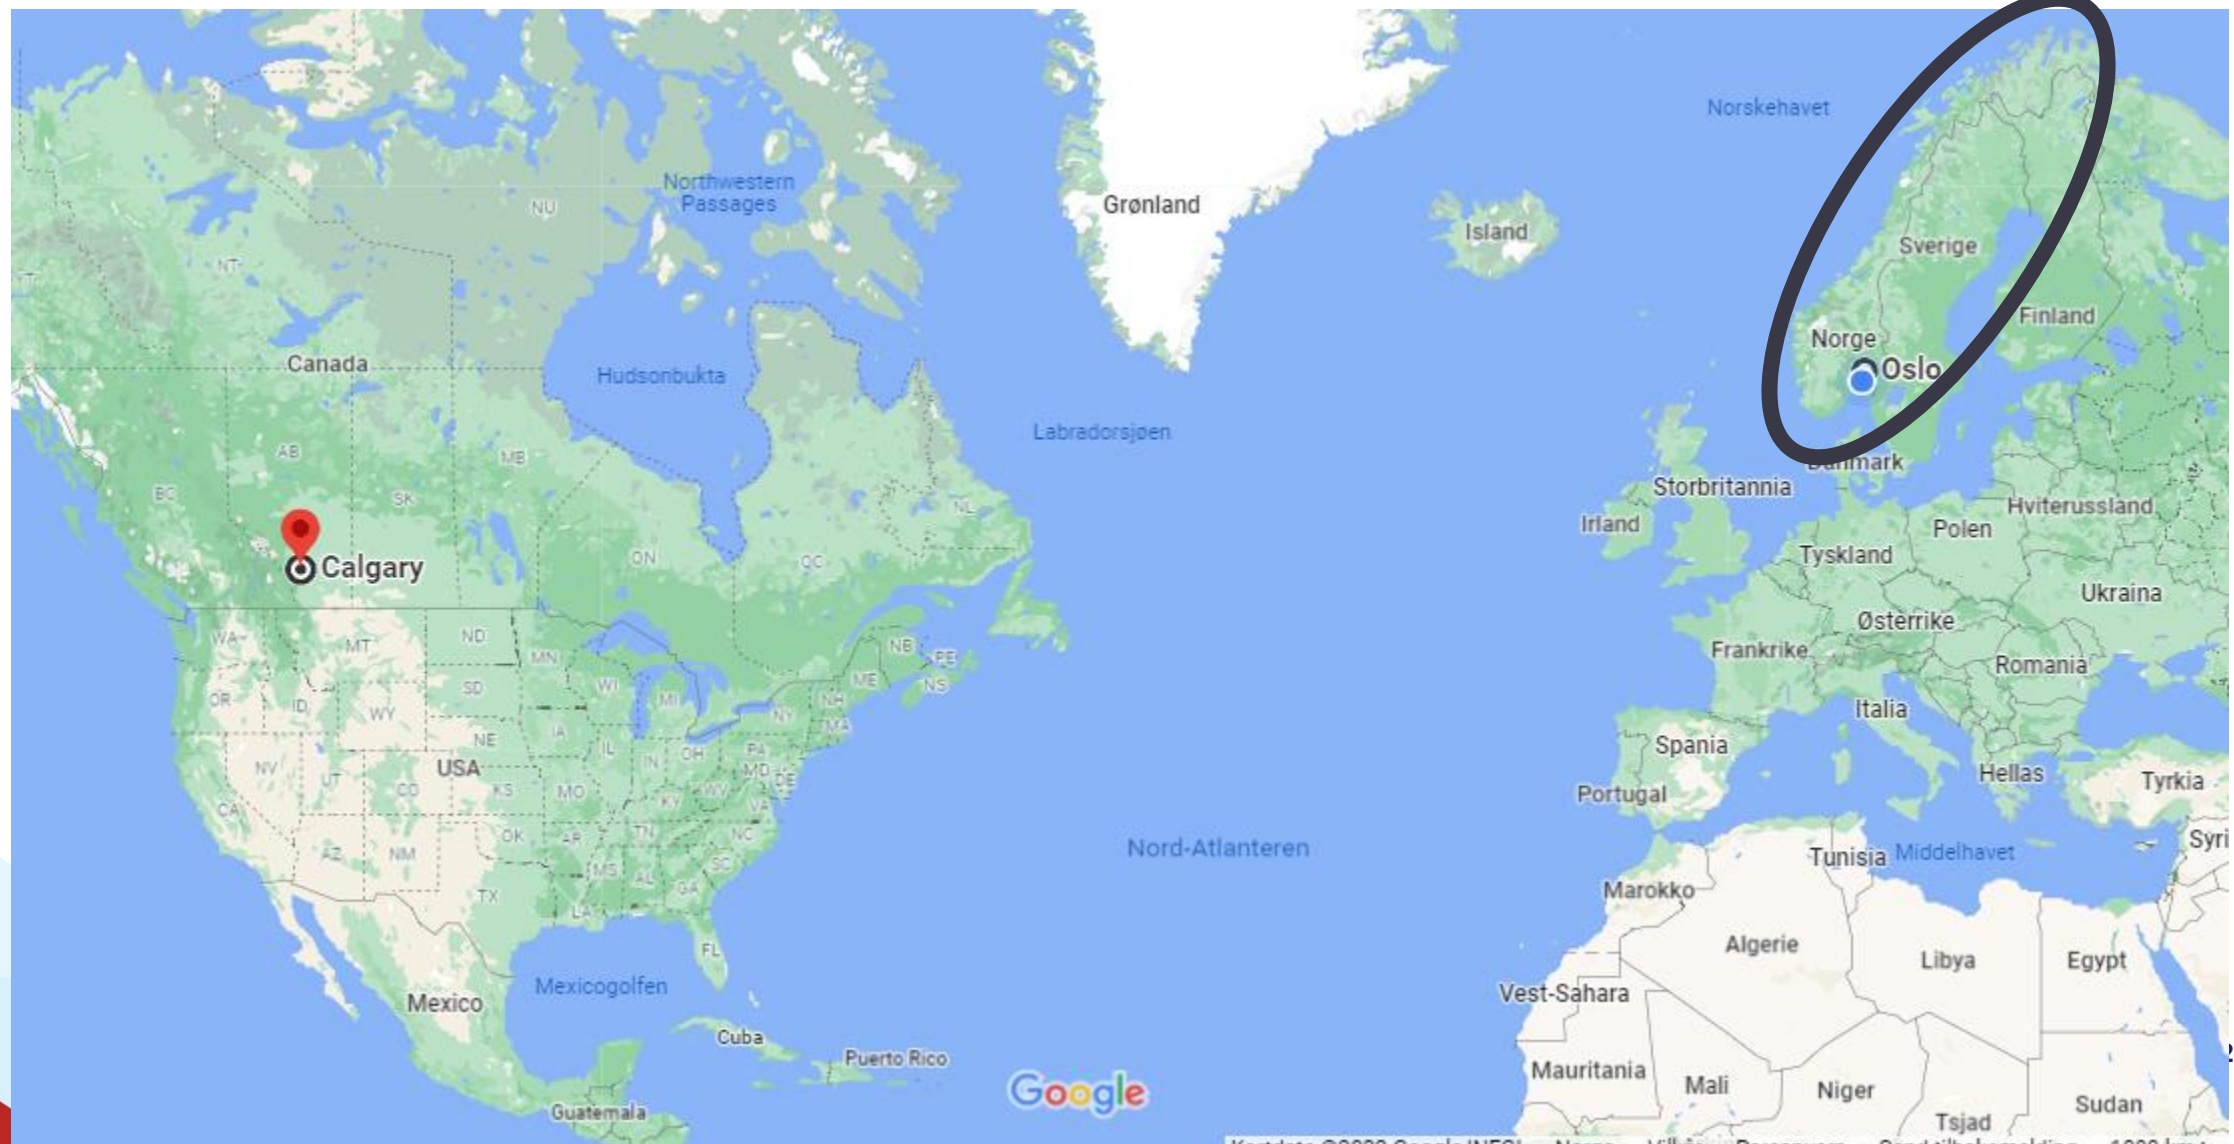 Norskehavet
Northwestern
Passages
NU
Grønland
Island
Sverige
NT
Finland
Norge
Oslo
Canada
Hudsonbukta
Labradorsjøen
AB
MB
Danmark
BC
SK
NL
Storbritannia
Hviterussland
Irland
Polen
Calgary
ON
QC
Tyskland
Ukraina
Østerrike
WA
MT
ND
MN
NB
PE
Frankrike
Romania
OR
ID
WY
SD
WI
MI
ME
NS
NH
NY
MA
Italia
NE
IA
IL
IN
OH
PA
Spania
NV
UT
USA
CO
KS
MO
MD
DE
Hellas
Tyrkia
CA
KY
WV
VA
Portugal
AZ
NM
OK
AR
TN
NC
Nord-Atlanteren
Tunisia
Middelhavet
Syri
TX
MS
AL
GA
SC
LA
Marokko
FL
Algerie
Libya
Egypt
Mexico
Mexicogolfen
Vest-Sahara
Cuba
Puerto Rico
Google
Mauritania
Mali
Niger
Sudan
Guatemala
Tsjad